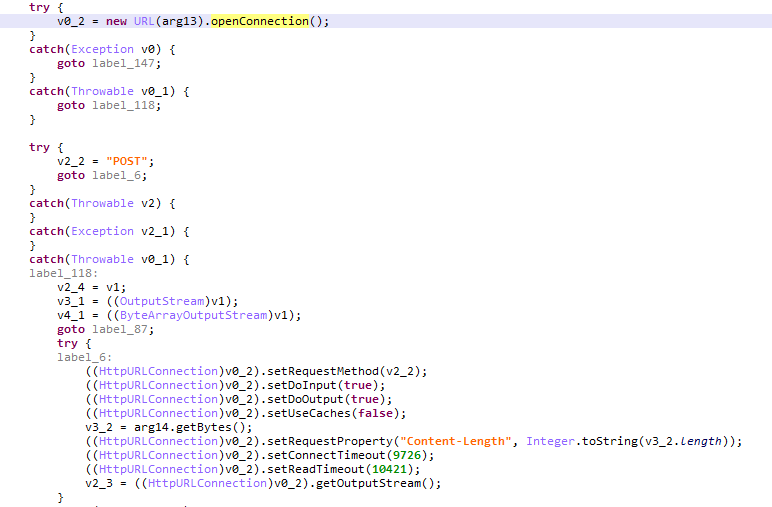 try {
v0_2 = new URL(arg13).openConnection();
}
catch(Exception v0) {
goto label_147;
}
catch(Throwable v0_1) {
goto label_118;
}
try {
v2_2 = "POST";
goto label_6;
}
catch(Throwable v2) {
}
catch(Exception v2_1) {
}
catch(Throwable v0_1) {
label_118:
v2_4 = v1;
v3_1 = ((OutputStream)v1);
v4_1 = ((ByteArrayOutputStream)v1);
goto label_87;
try {
label_6:
((HttpURLConnection)v0_2).setRequestMethod(v2_2);
((HttpURLConnection)v0_2).setDoInput(true);
((HttpURLConnection)v0_2).setDoOutput(true);
((HttpURLConnection)v0_2).setUseCaches(false);
v3_2 = arg14.getBytes();
((HttpURLConnection)v0_2).setRequestProperty("Content-Length", Integer.toString(v3_2.length));
((HttpURLConnection)v0_2).setConnectTimeout(9726);
((HttpURLConnection)v0_2).setReadTimeout(10421);
v2_3 = ((HttpURLConnection)v0_2).getOutputStream();
}